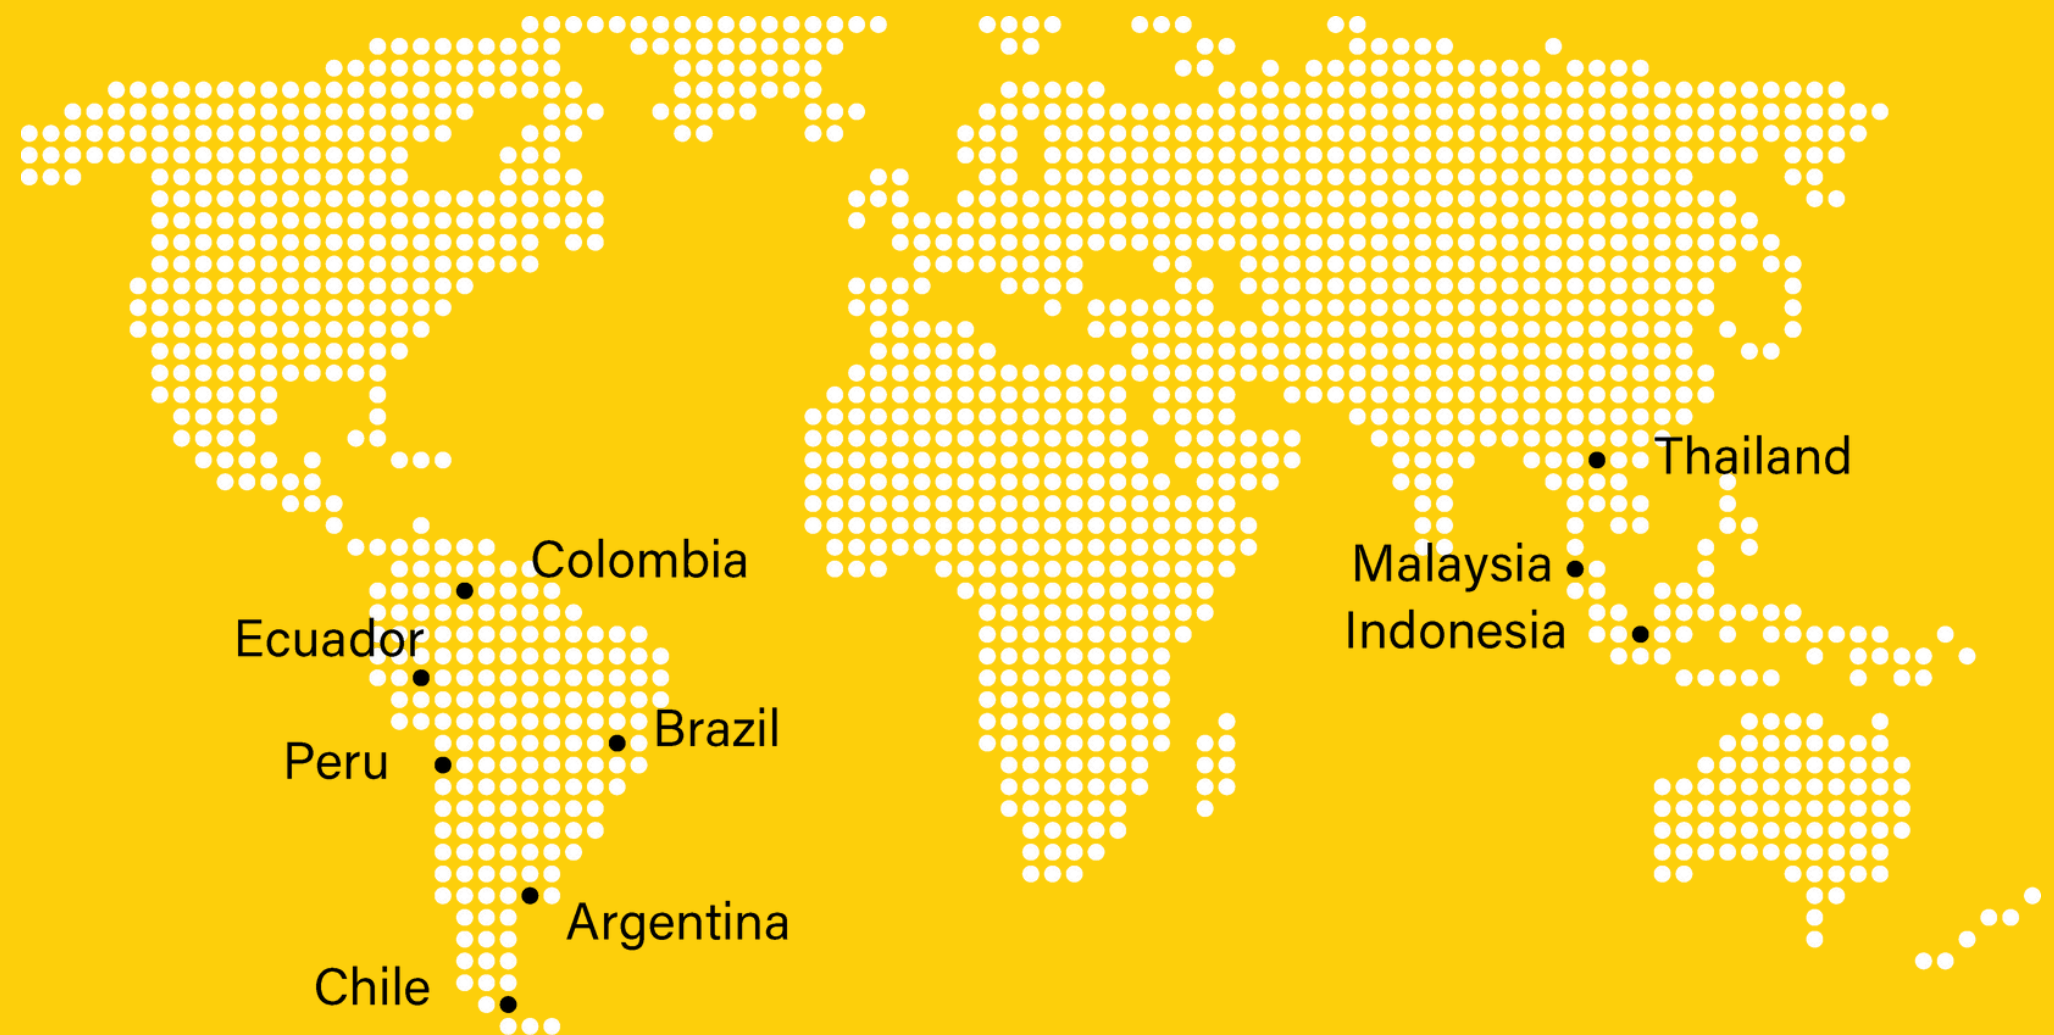 Thailand
Colombia
Malaysia
Indonesia
Ecuador
Brazil
Peru
Argentina
Chile